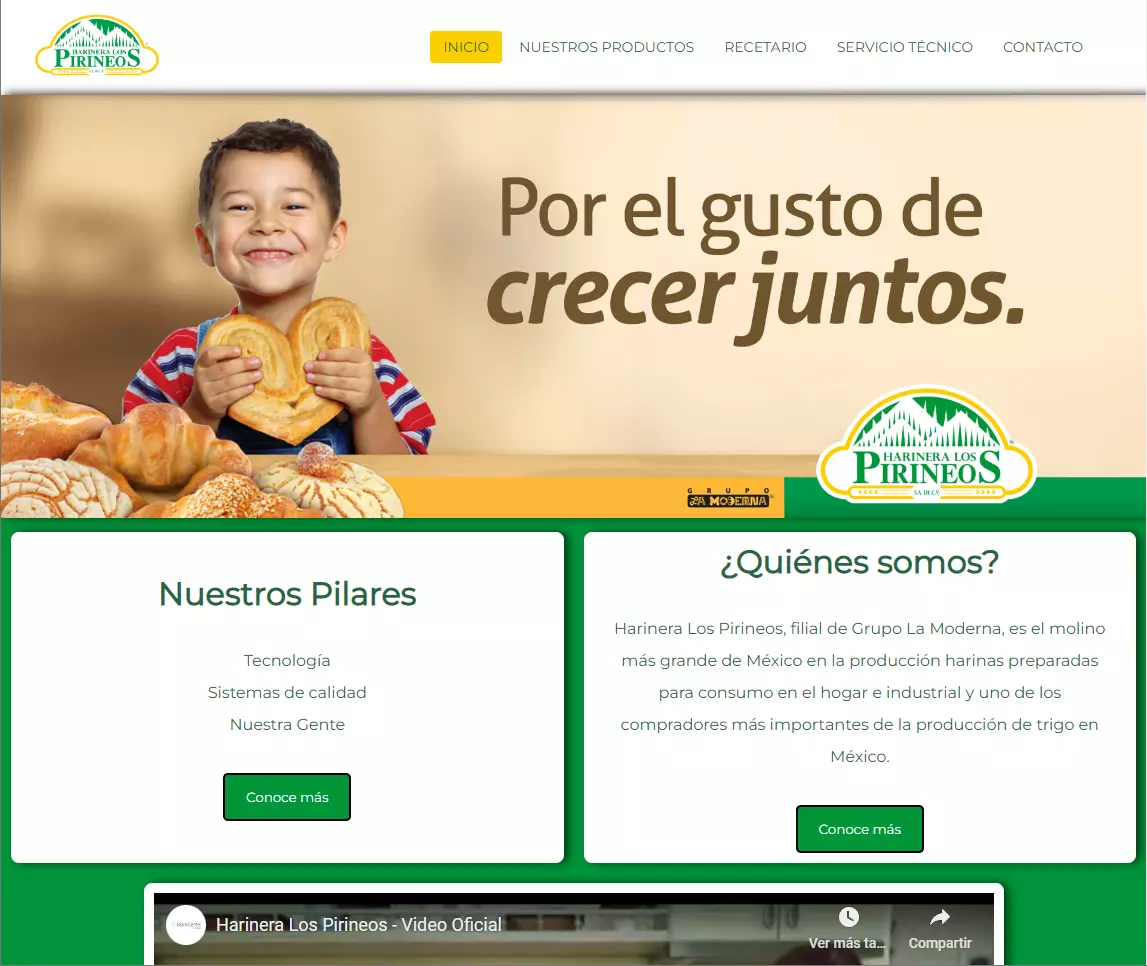 HARINERA LOS
PIRINEOS
INICIO
NUESTROS PRODUCTOS
RECETARIO
SERVICIO TÉCNICO
CONTACTO
Por el gusto de
crecer juntos.
GRUPO
LA MODERNA
HARINERA LOS
PIRINEOS
S.A. DE C.V.
Nuestros Pilares
Tecnología
Sistemas de calidad
Nuestra Gente
Conoce más
¿Quiénes somos?
Harinera Los Pirineos, filial de Grupo La Moderna, es el molino
más grande de México en la producción harinas preparadas
para consumo en el hogar e industrial y uno de los
compradores más importantes de la producción de trigo en
México.
Conoce más
Harinera Los Pirineos - Video Oficial
Ver más ta...
Compartir